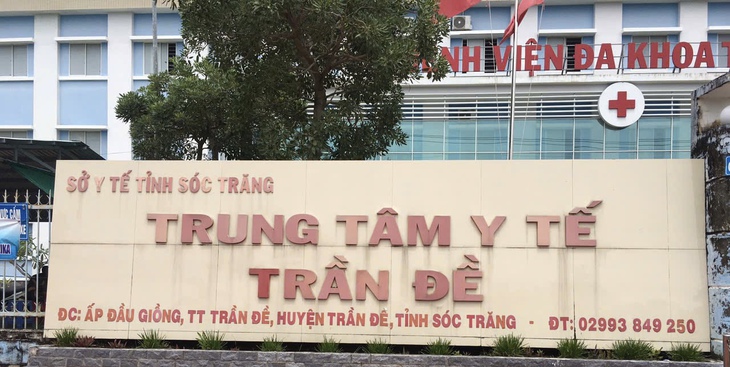 BỆNH VIỆN ĐA KHOA
SỞ Y TẾ TỈNH SÓC TRĂNG
TRUNG TÂM Y TẾ
TRẦN ĐỀ
ĐC: ẤP ĐẦU GIỒNG, TT TRẦN ĐỀ, HUYỆN TRẦN ĐỀ, TỈNH SÓC TRĂNG - ĐT: 02993 849 250